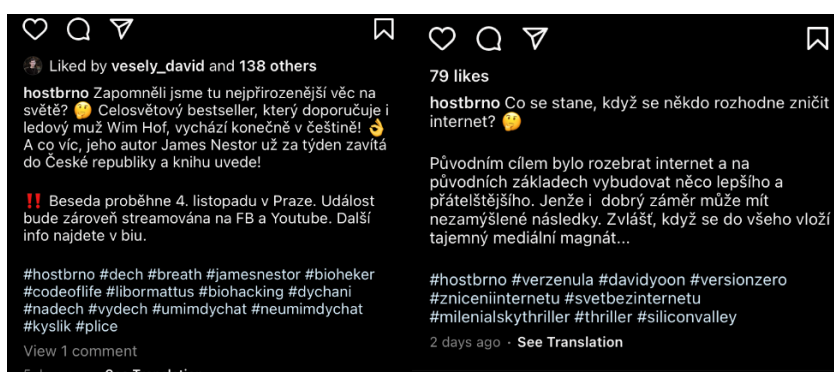 Liked by vesely_david and 138 others
hostbrno Zapomněli jsme tu nejpřirozenější věc na
světě? 🤔 Celosvětový bestseller, který doporučuje i
ledový muž Wim Hof, vychází konečně v češtině! 👌
A co víc, jeho autor James Nestor už za týden zavítá
do České republiky a knihu uvede!
‼️ Beseda proběhne 4. listopadu v Praze. Událost
bude zároveň streamována na FB a Youtube. Další
info najdete v biu.
#hostbrno #dech #breath #jamesnestor #bioheker
#codeoflife #libormattus #biohacking #dychani
#nadech #vydech #umimdychat #neumimdychat
#kyslik #plice
View 1 comment
79 likes
hostbrno Co se stane, když se někdo rozhodne zničit
internet? 🤔
Původním cílem bylo rozebrat internet a na
původních základech vybudovat něco lepšího a
přátelštějšího. Jenže i dobrý záměr může mít
nezamýšlené následky. Zvlášť, když se do všeho vloží
tajemný mediální magnát...
#hostbrno #verzenula #davidyoon #versionzero
#zniceniinternetu #svetbezinternetu
#milenialskythriller #thriller #siliconvalley
2 days ago · See Translation